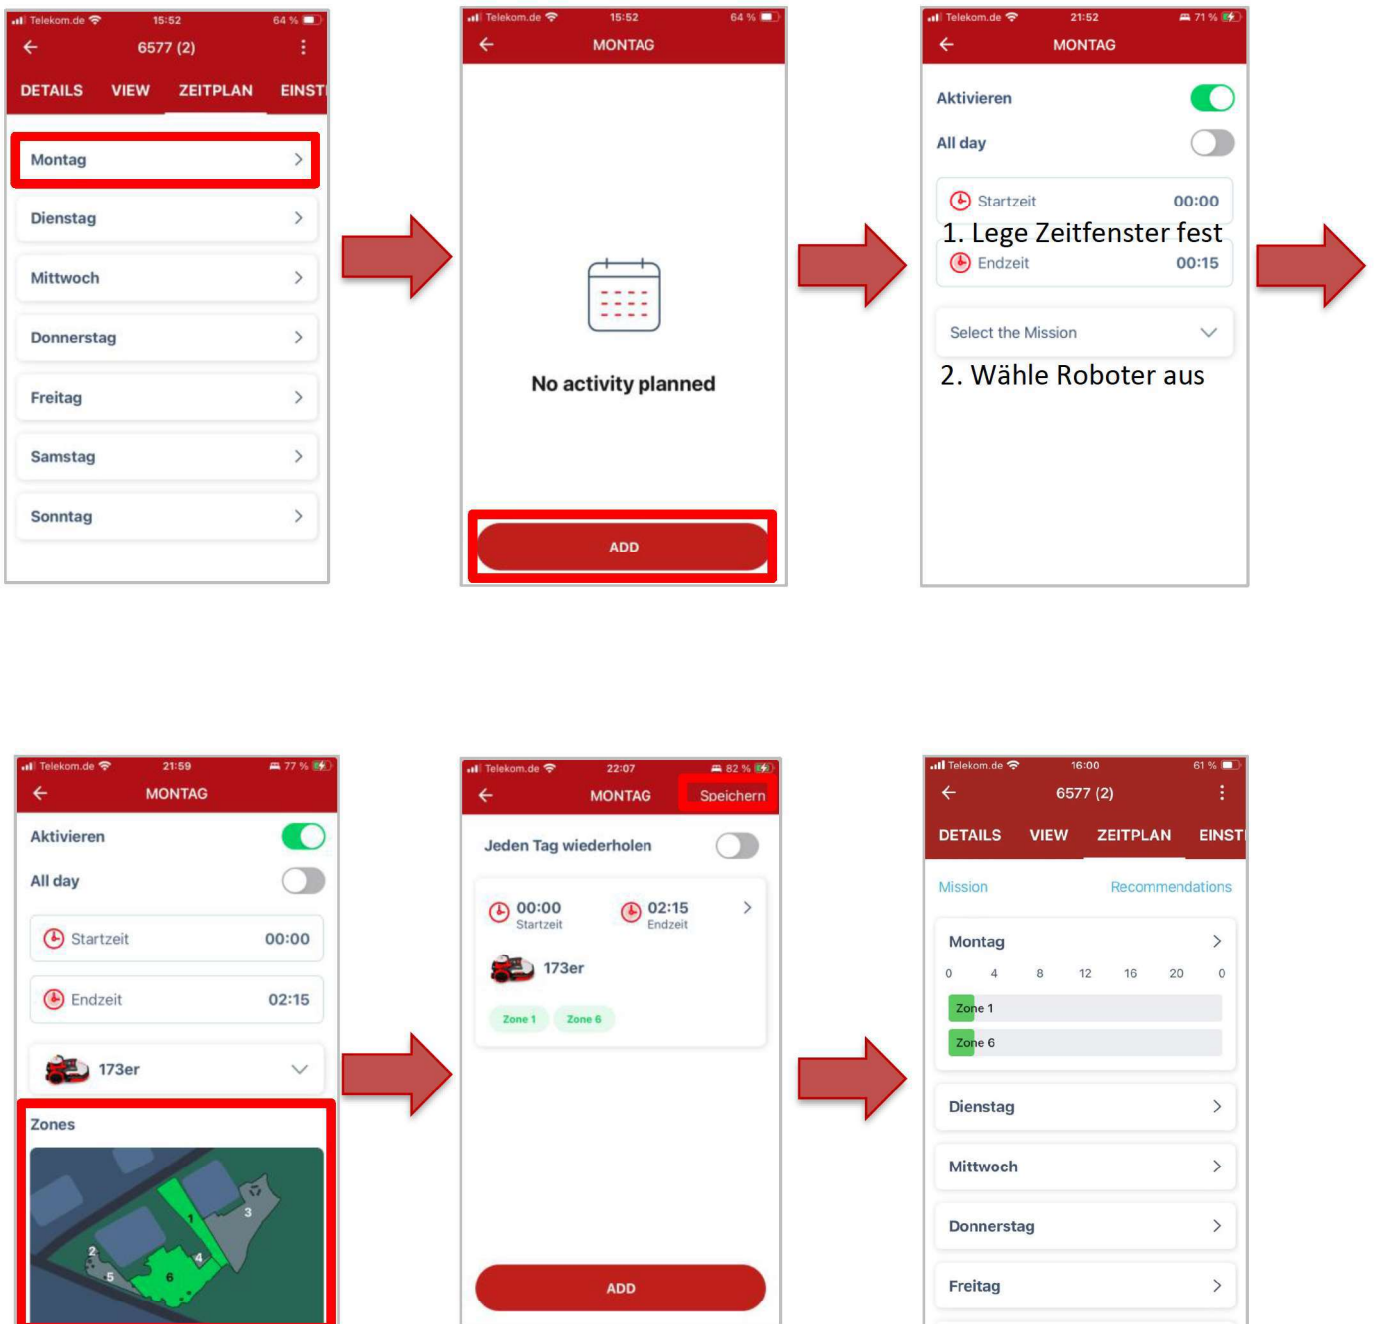 Telekom.de 15:52 64 %
6577 (2)
DETAILS VIEW ZEITPLAN EINSTI
Montag
Dienstag
Mittwoch
Donnerstag
Freitag
Samstag
Sonntag
Telekom.de 15:52 64 %
MONTAG
No activity planned
ADD
Telekom.de 21:52 71 %
MONTAG
Aktivieren
All day
Startzeit 00:00
1. Lege Zeitfenster fest
Endzeit 00:15
Select the Mission
2. Wähle Roboter aus
Telekom.de 21:59 77 %
MONTAG
Aktivieren
All day
Startzeit 00:00
Endzeit 02:15
173er
Zones
1
3
2
4
5
6
Telekom.de 22:07 82 %
MONTAG Speichern
Jeden Tag wiederholen
00:00 02:15
Startzeit Endzeit
173er
Zone 1 Zone 6
ADD
Telekom.de 16:00 61 %
6577 (2)
DETAILS VIEW ZEITPLAN EINST
Mission Recommendations
Montag
0 4 8 12 16 20 0
Zone 1
Zone 6
Dienstag
Mittwoch
Donnerstag
Freitag